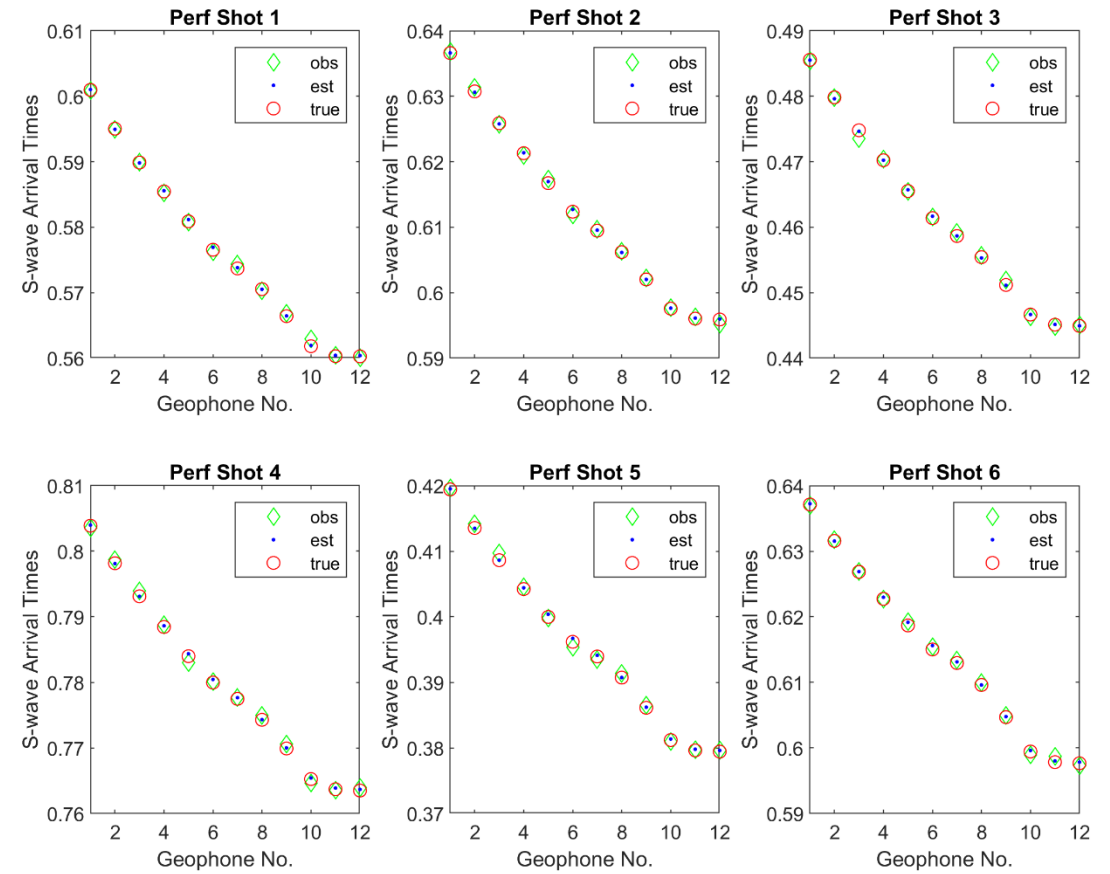 Perf Shot 1
S-wave Arrival Times
0.61
0.6
0.59
0.58
0.57
0.56
obs
est
true
2 4 6 8 10 12
Geophone No.
Perf Shot 2
S-wave Arrival Times
0.64
0.63
0.62
0.61
0.6
0.59
obs
est
true
2 4 6 8 10 12
Geophone No.
Perf Shot 3
S-wave Arrival Times
0.49
0.48
0.47
0.46
0.45
0.44
obs
est
true
2 4 6 8 10 12
Geophone No.
Perf Shot 4
S-wave Arrival Times
0.81
0.8
0.79
0.78
0.77
0.76
obs
est
true
2 4 6 8 10 12
Geophone No.
Perf Shot 5
S-wave Arrival Times
0.42
0.41
0.4
0.39
0.38
0.37
obs
est
true
2 4 6 8 10 12
Geophone No.
Perf Shot 6
S-wave Arrival Times
0.64
0.63
0.62
0.61
0.6
0.59
obs
est
true
2 4 6 8 10 12
Geophone No.